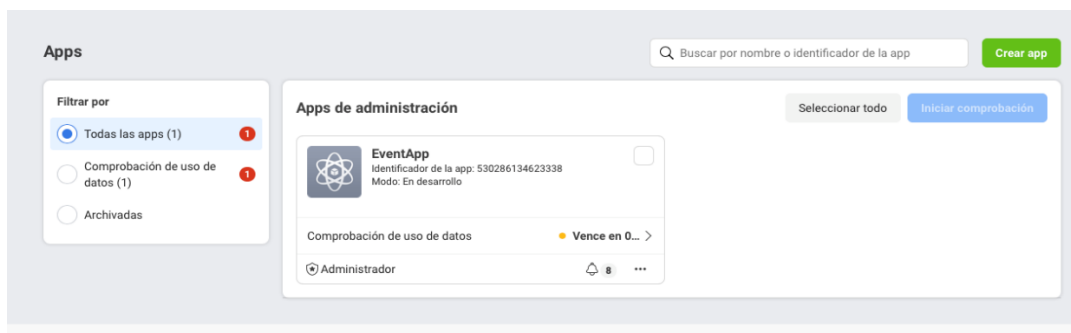 Apps
Buscar por nombre o identificador de la app
Crear app
Filtrar por
Todas las apps (1)
1
Comprobación de uso de
datos (1)
1
Archivadas
Apps de administración
Seleccionar todo
Iniciar comprobación
EventApp
Identificador de la app: 530286134623338
Modo: En desarrollo
Comprobación de uso de datos
Vence en 0...
Administrador
8